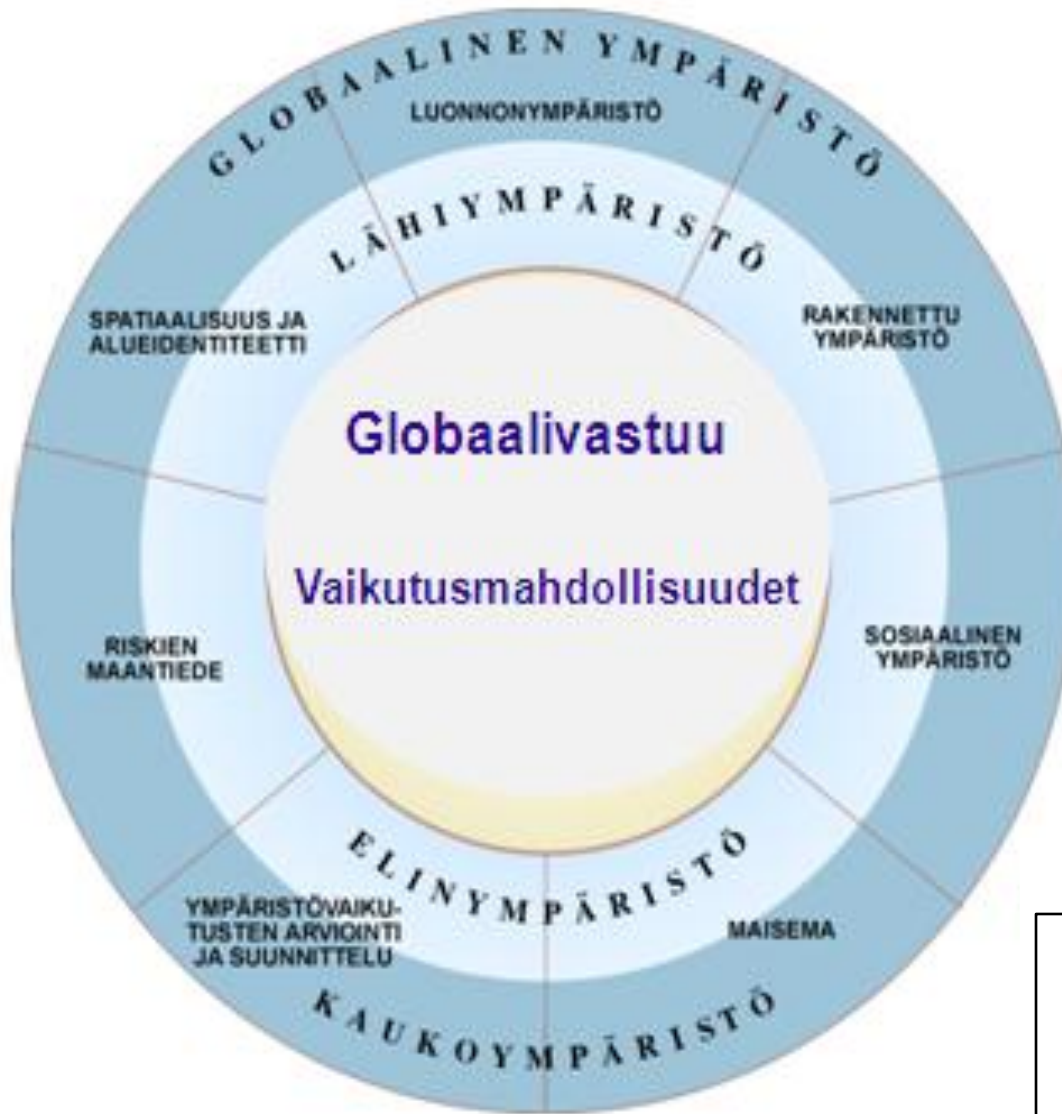 GLOBAALINEN YMPÄRISTÖ
LUONNONYMPÄRISTÖ
LÄHIYMPÄRISTÖ
SPATIAALISUUS JA
ALUEIDENTITEETTI
RAKENNETTU
YMPÄRISTÖ
Globaalivastuu
Vaikutusmahdollisuudet
RISKIEN
MAANTIEDE
SOSIAALINEN
YMPÄRISTÖ
ELINYMPÄRISTÖ
YMPÄRISTÖVAIKU-
TUSTEN ARVIOINTI
JA SUUNNITTELU
MAISEMA
KAUKOYMPÄRISTÖ